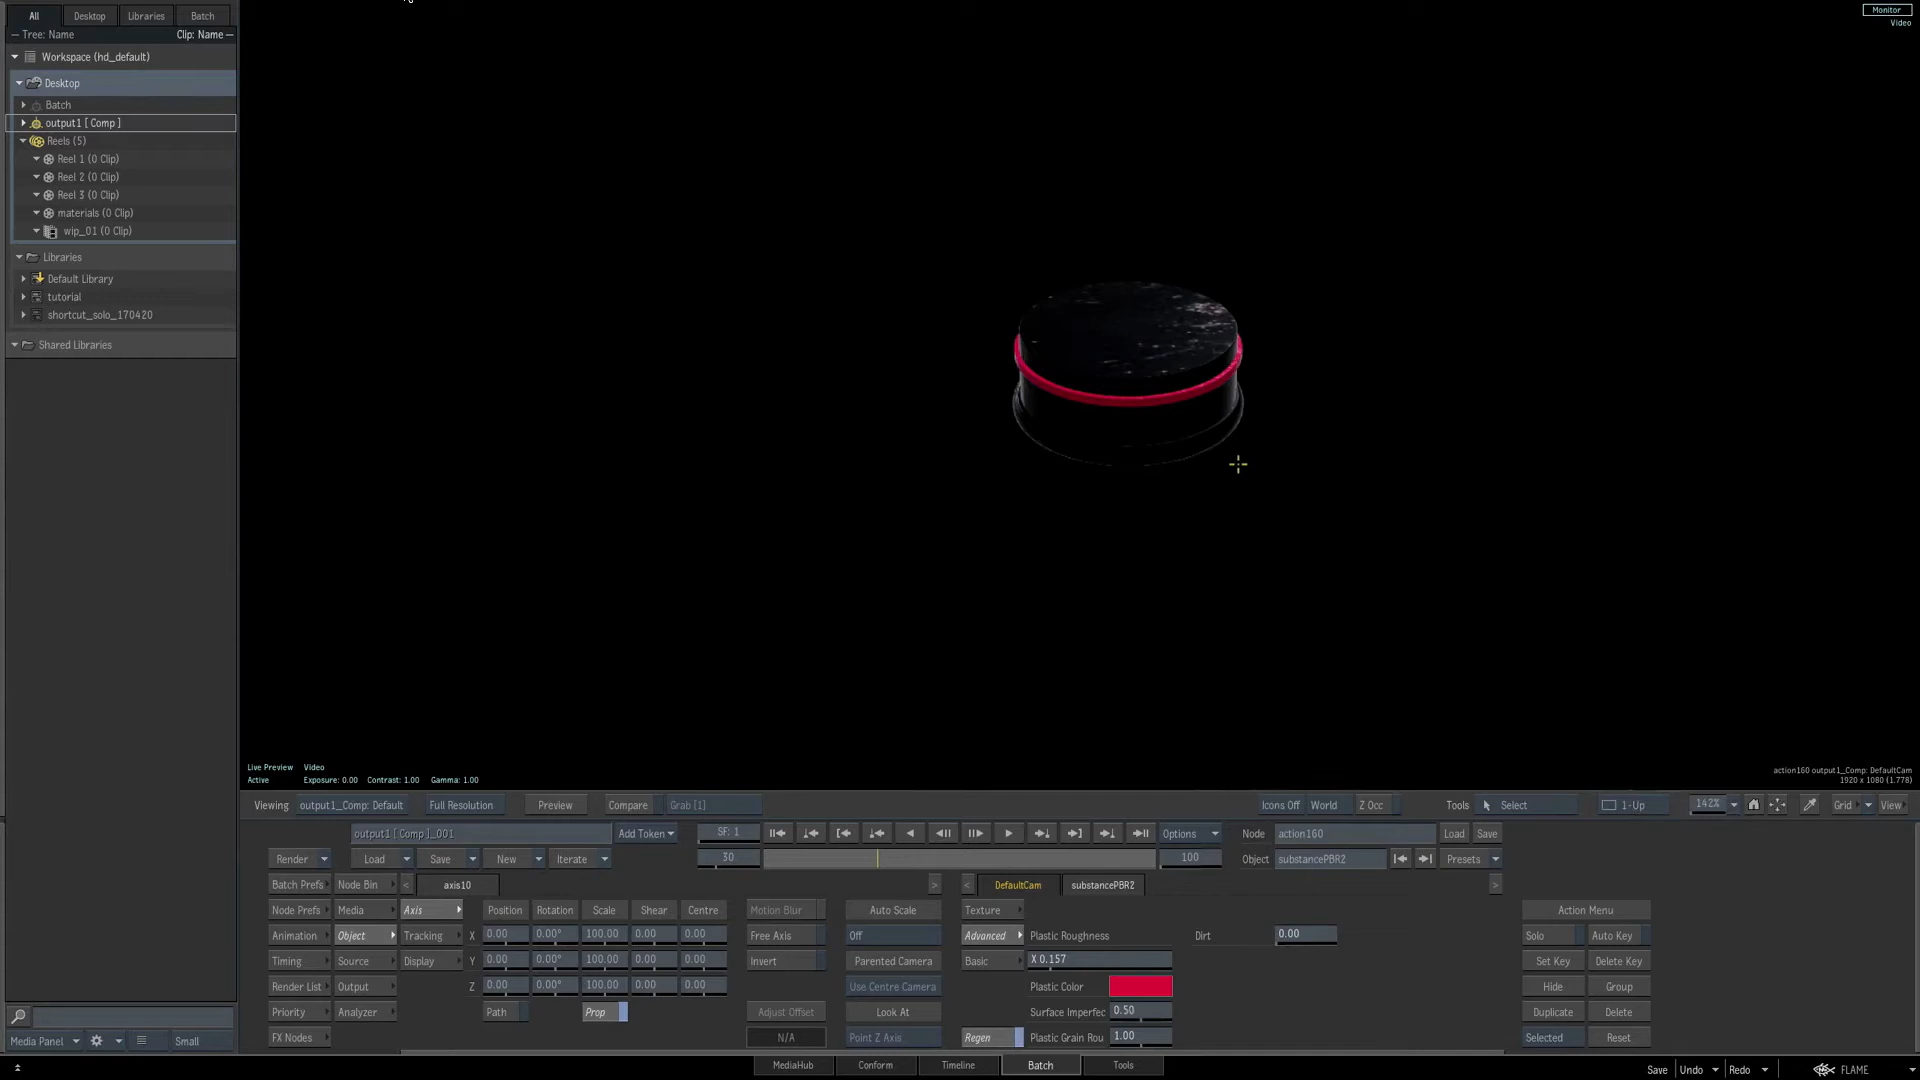 All Desktop Libraries Batch
Tree: Name Clip: Name
Workspace (hd_default)
Desktop
Batch
output1 [ Comp ]
Reels (5)
Reel 1 (0 Clip)
Reel 2 (0 Clip)
Reel 3 (0 Clip)
materials (0 Clip)
wip_01 (0 Clip)
Libraries
Default Library
tutorial
shortcut_solo_170420
Shared Libraries
Media Panel Small
Monitor
Video
Live Preview Video
Active Exposure: 0.00 Contrast: 1.00 Gamma: 1.00
action160 output1_Comp: DefaultCam
1920 x 1080 (1.778)
Viewing output1_Comp: Default Full Resolution Preview Compare Grab [1] Icons Off World Z Occ Tools Select 1-Up 142% Grid View
output1 [ Comp ]_001 Add Token SF: 1 Options Node action160 Load Save
Render Load Save New Iterate 30 100 Object substancePBR2 Presets
Batch Prefs Node Bin < axis10 > < DefaultCam substancePBR2 >
Node Prefs Media Axis Position Rotation Scale Shear Centre Motion Blur Auto Scale Texture Action Menu
Animation Object Tracking X 0.00 0.00° 100.00 0.00 0.00 Free Axis Off Advanced Plastic Roughness Dirt 0.00 Solo Auto Key
Timing Source Display Y 0.00 0.00° 100.00 0.00 0.00 Invert Parented Camera Basic X 0.157 Set Key Delete Key
Render List Output Z 0.00 0.00° 100.00 0.00 0.00 Use Centre Camera Plastic Color Hide Group
Priority Analyzer Path Prop Adjust Offset Look At Surface Imperfec 0.50 Duplicate Delete
FX Nodes N/A Point Z Axis Regen Plastic Grain Rou 1.00 Selected Reset
MediaHub Conform Timeline Batch Tools Save Undo Redo FLAME